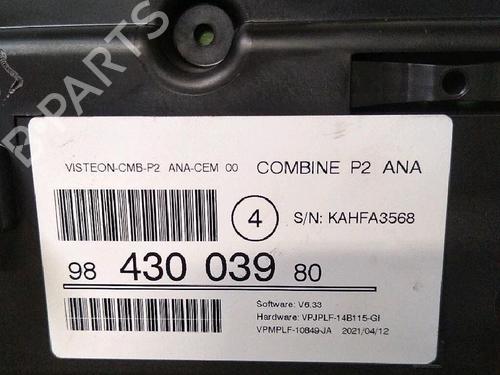 B-PARTS
VISTEON-CMB-P2 ANA-CEM 00
COMBINE P2 ANA
4
S/N: KAHFA3568
98 430 039 80
Software: V6.33
Hardware: VPJPLF-14B115-GI
VPMPLF-10849-JA 2021/04/12